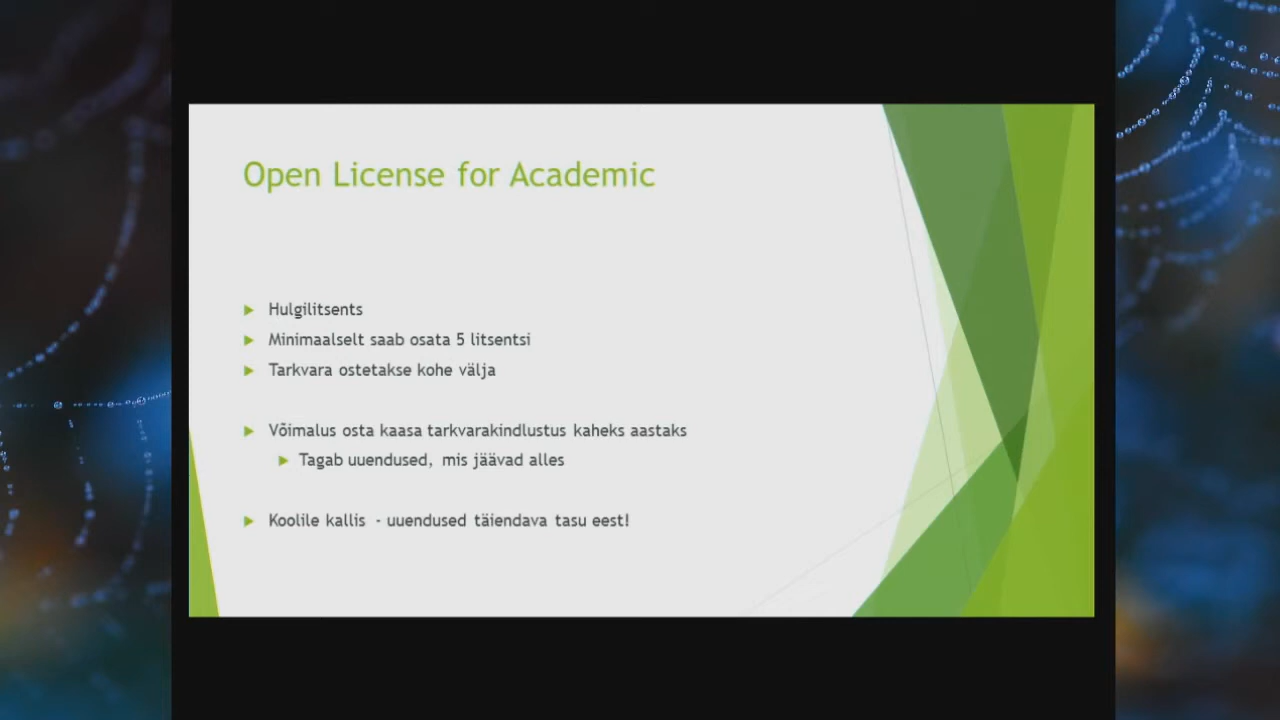 Open License for Academic
Hulgilitsents
Minimaalselt saab osata 5 litsentsi
Tarkvara ostetakse kohe välja
Võimalus osta kaasa tarkvarakindlustus kaheks aastaks
Tagab uuendused, mis jäävad alles
Koolile kallis - uuendused täiendava tasu eest!